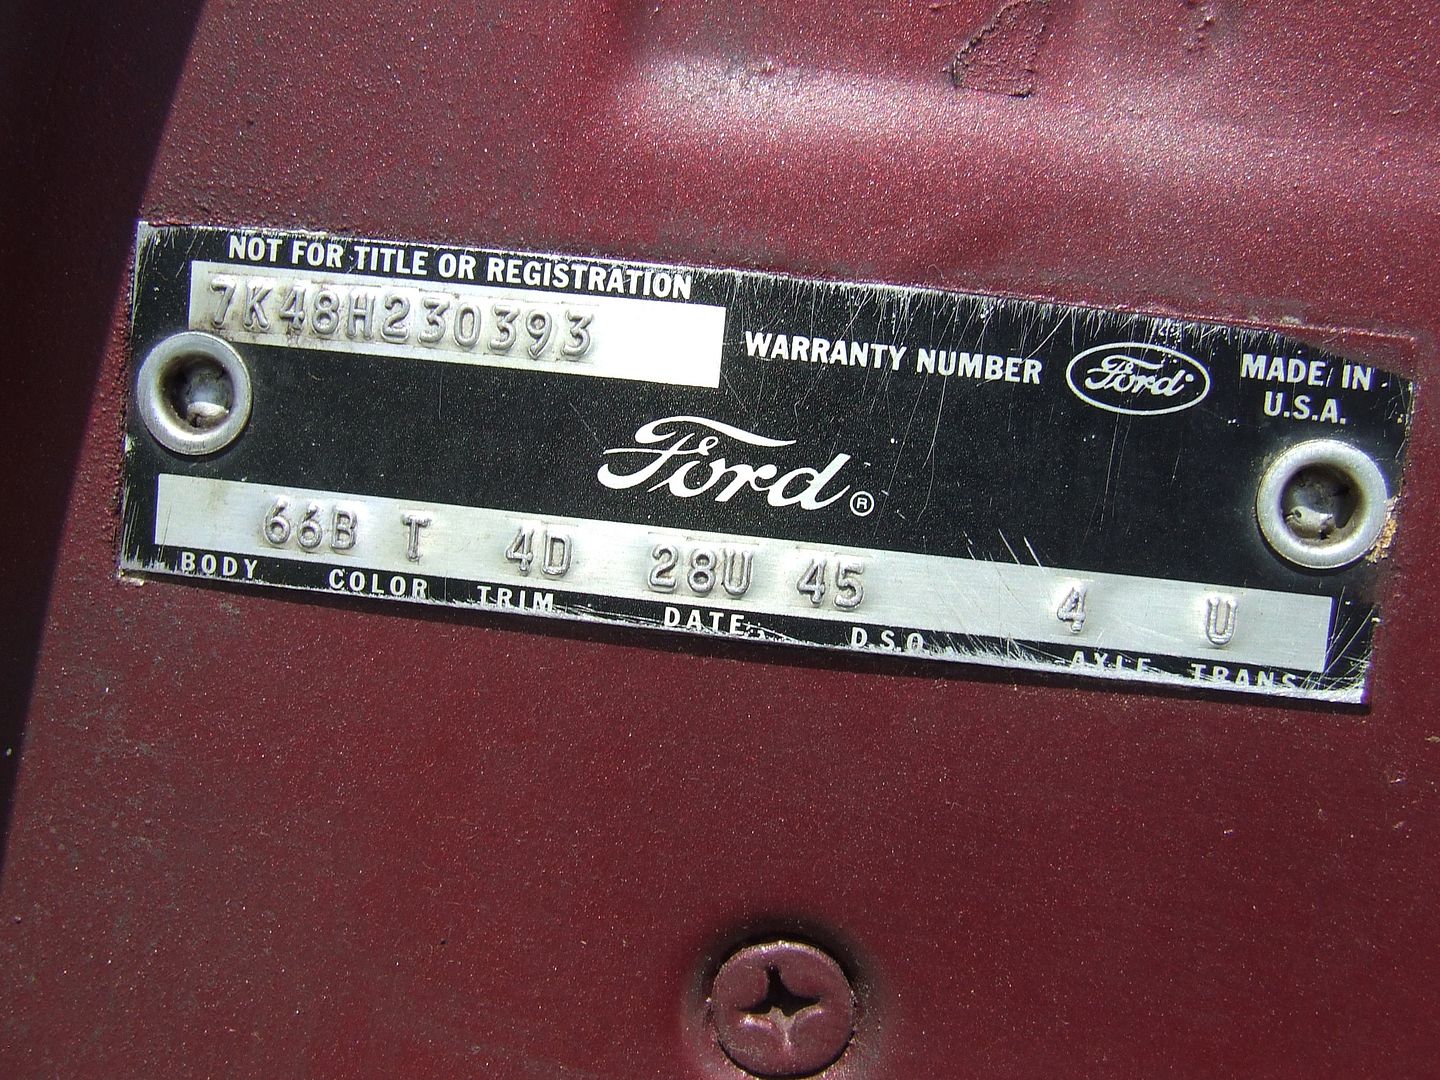 NOT FOR TITLE OR REGISTRATION
7K48H230393
WARRANTY NUMBER
Ford
MADE IN
U.S.A.
Ford ®
66B T 4D 28U 45 4 U
BODY COLOR TRIM DATE D.S.O. AXLE TRANS